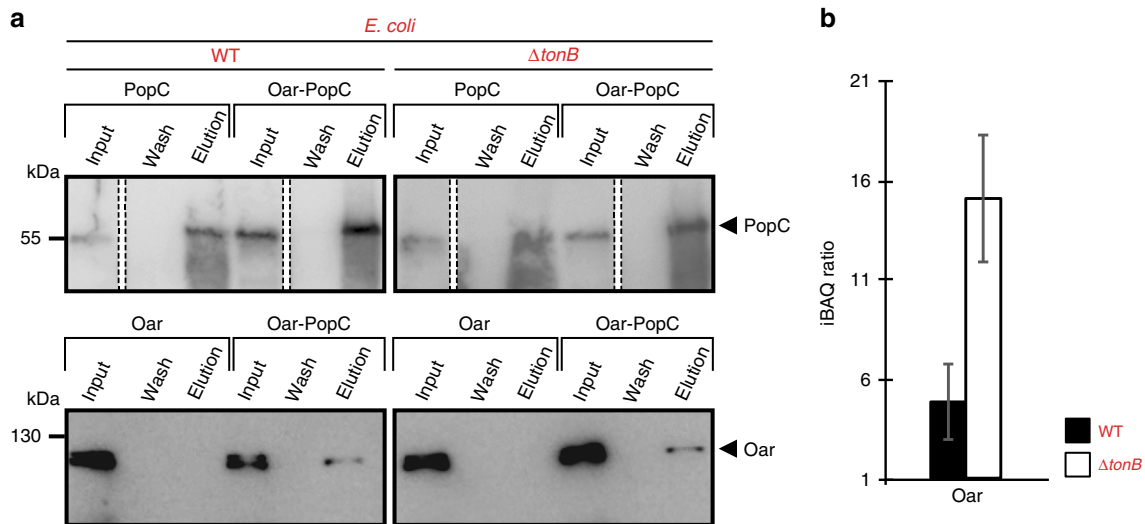 a
E. coli
WT
ΔtonB
PopC
Oar-PopC
PopC
Oar-PopC
Input
Wash
Elution
Input
Wash
Elution
Input
Wash
Elution
Input
Wash
Elution
kDa
55
PopC
Oar
Oar-PopC
Oar
Oar-PopC
Input
Wash
Elution
Input
Wash
Elution
Input
Wash
Elution
Input
Wash
Elution
kDa
130
Oar
b
21
16
11
6
1
iBAQ ratio
Oar
WT
ΔtonB